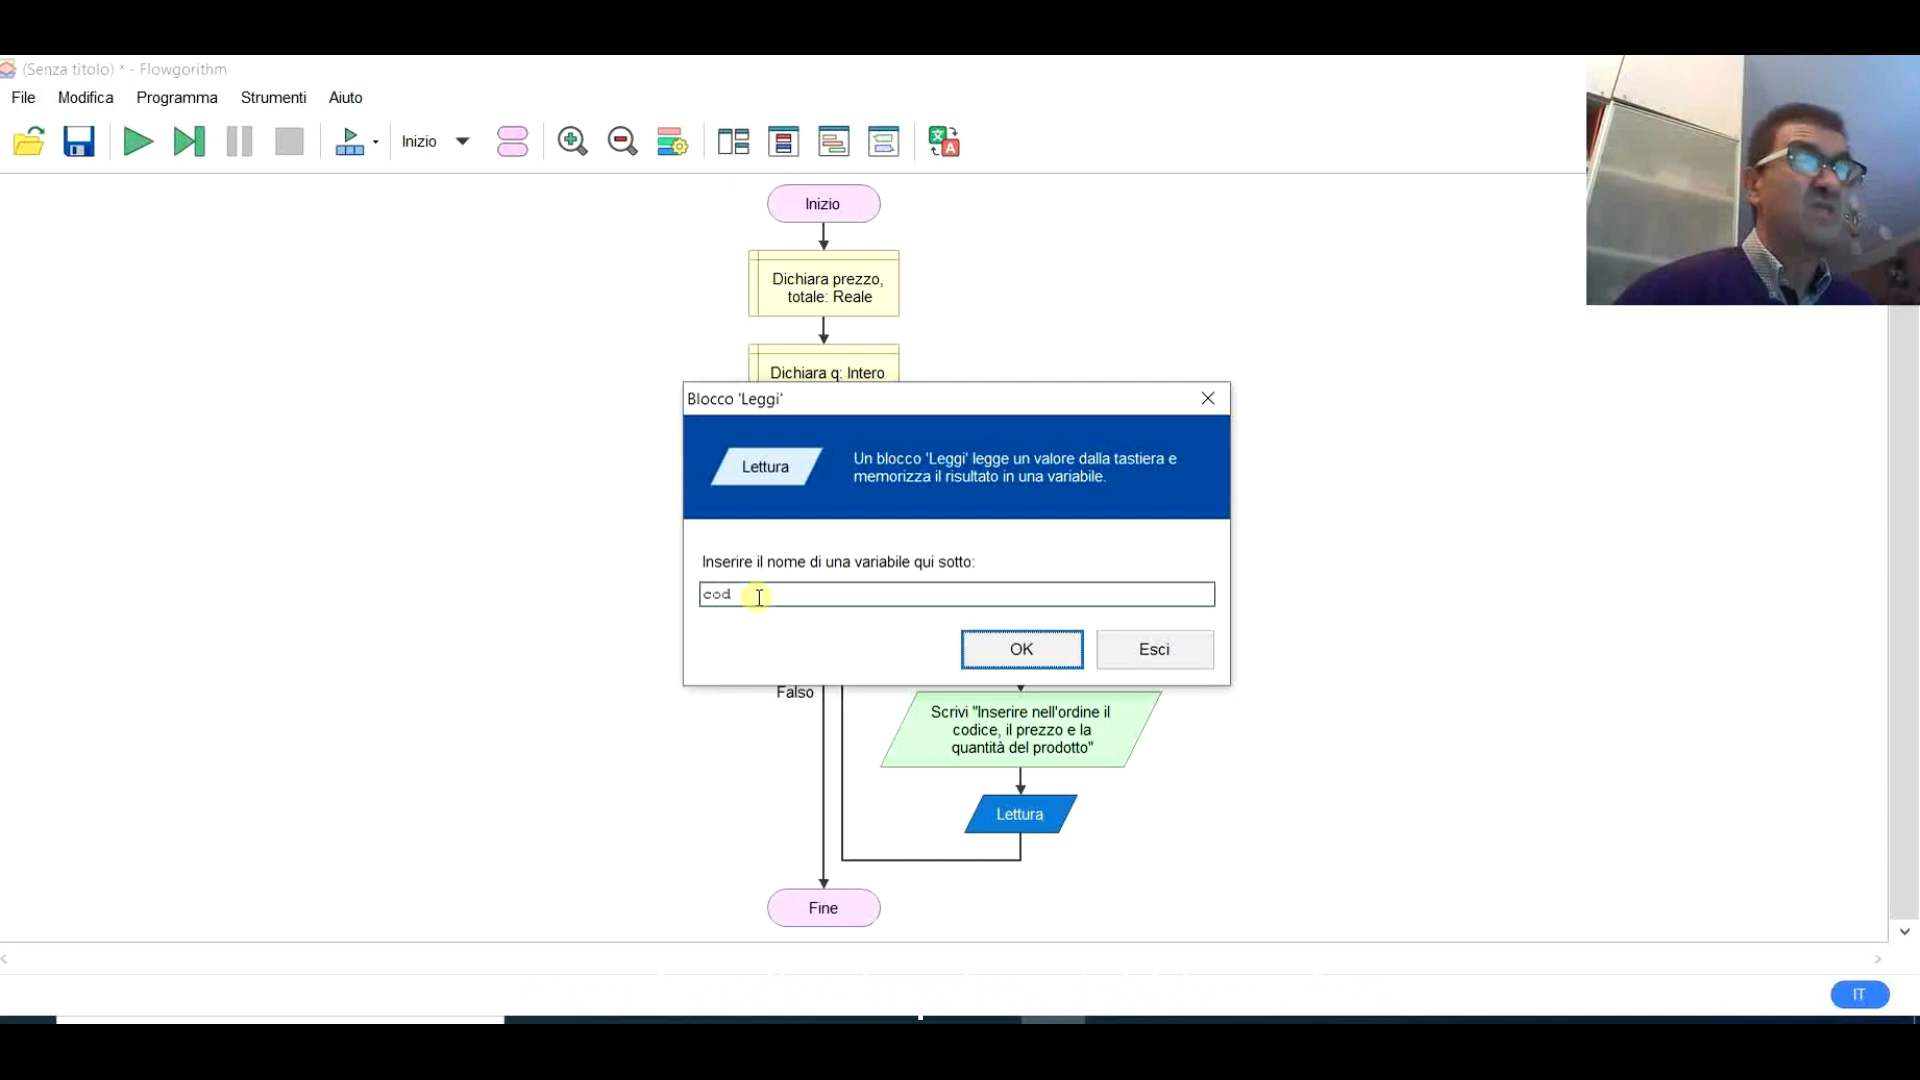 (Senza titolo) * - Flowgorithm
File Modifica Programma Strumenti Aiuto
Inizio
Inizio
Dichiara prezzo,
totale: Reale
Dichiara q: Intero
Blocco 'Leggi'
Lettura
Un blocco 'Leggi' legge un valore dalla tastiera e
memorizza il risultato in una variabile.
Inserire il nome di una variabile qui sotto:
cod
OK Esci
Falso
Scrivi "Inserire nell'ordine il
codice, il prezzo e la
quantità del prodotto"
Lettura
Fine
IT